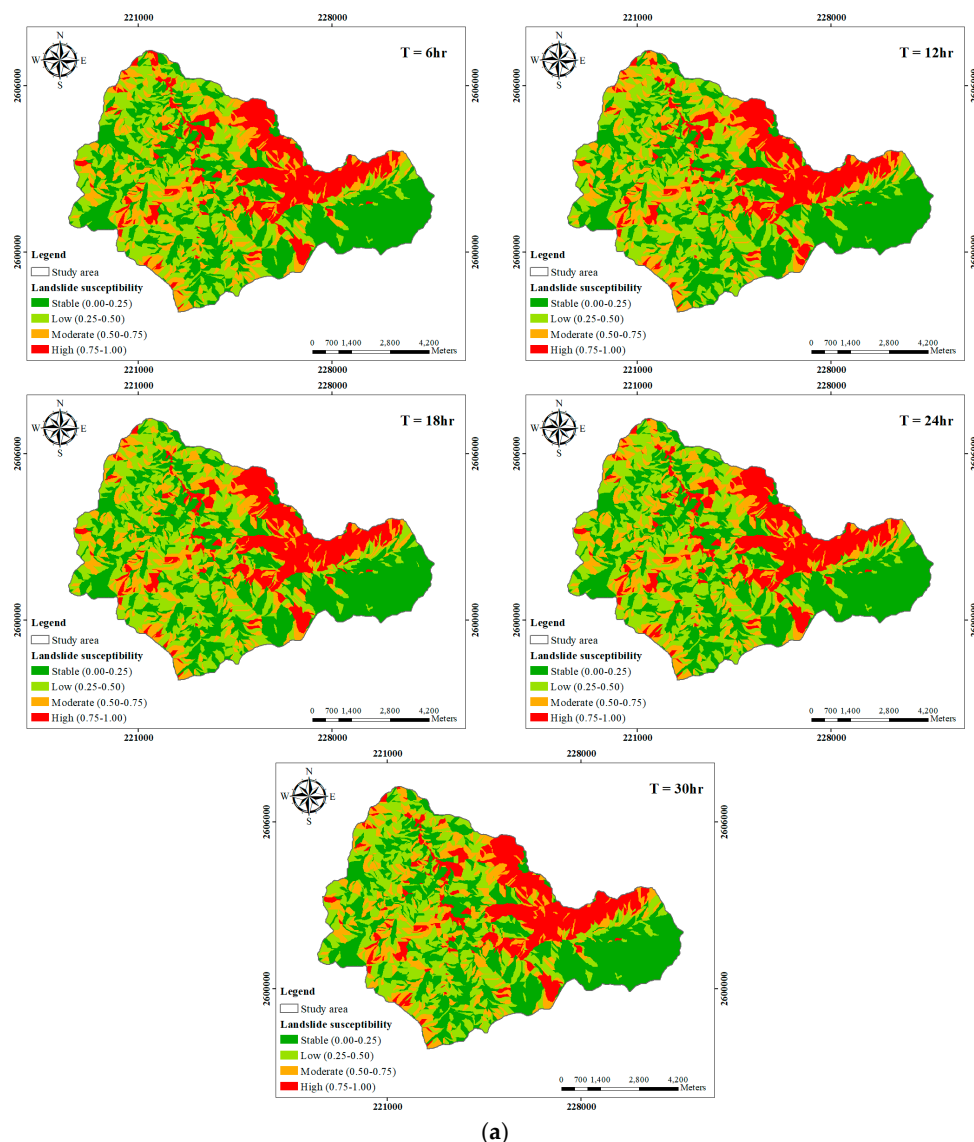 221000 228000 221000 228000
T = 6hr
N
W E
S
2606000
2600000
Legend
Study area
Landslide susceptibility
Stable (0.00-0.25)
Low (0.25-0.50)
Moderate (0.50-0.75)
High (0.75-1.00)
0 700 1,400 2,800 4,200
Meters
T = 12hr
N
W E
S
2606000
2600000
Legend
Study area
Landslide susceptibility
Stable (0.00-0.25)
Low (0.25-0.50)
Moderate (0.50-0.75)
High (0.75-1.00)
0 700 1,400 2,800 4,200
Meters
221000 228000 221000 228000
T = 18hr
N
W E
S
2606000
2600000
Legend
Study area
Landslide susceptibility
Stable (0.00-0.25)
Low (0.25-0.50)
Moderate (0.50-0.75)
High (0.75-1.00)
0 700 1,400 2,800 4,200
Meters
T = 24hr
N
W E
S
2606000
2600000
Legend
Study area
Landslide susceptibility
Stable (0.00-0.25)
Low (0.25-0.50)
Moderate (0.50-0.75)
High (0.75-1.00)
0 700 1,400 2,800 4,200
Meters
221000 228000 221000 228000
221000 228000
T = 30hr
N
W E
S
2606000
2600000
Legend
Study area
Landslide susceptibility
Stable (0.00-0.25)
Low (0.25-0.50)
Moderate (0.50-0.75)
High (0.75-1.00)
0 700 1,400 2,800 4,200
Meters
221000 228000
(a)